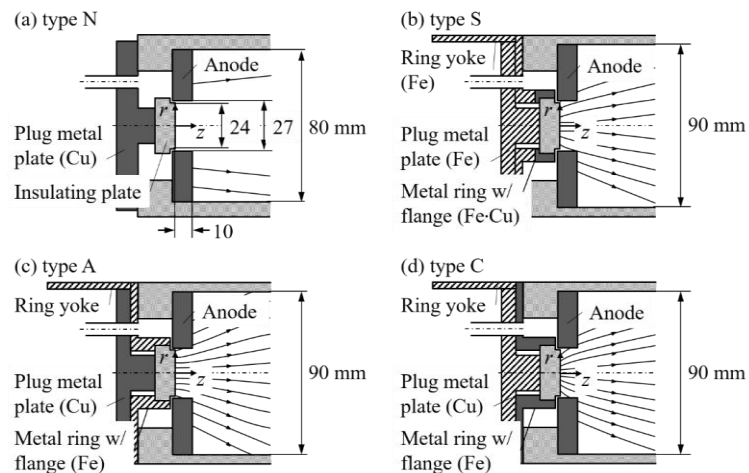 (a) type N
Anode
r
z
24
27
80 mm
Plug metal
plate (Cu)
Insulating plate
10
(b) type S
Ring yoke
(Fe)
Anode
r
z
90 mm
Plug metal
plate (Fe)
Metal ring w/
flange (Fe·Cu)
(c) type A
Ring yoke
Anode
r
z
90 mm
Plug metal
plate (Cu)
Metal ring w/
flange (Fe)
(d) type C
Ring yoke
Anode
r
z
90 mm
Plug metal
plate (Cu)
Metal ring w/
flange (Fe)